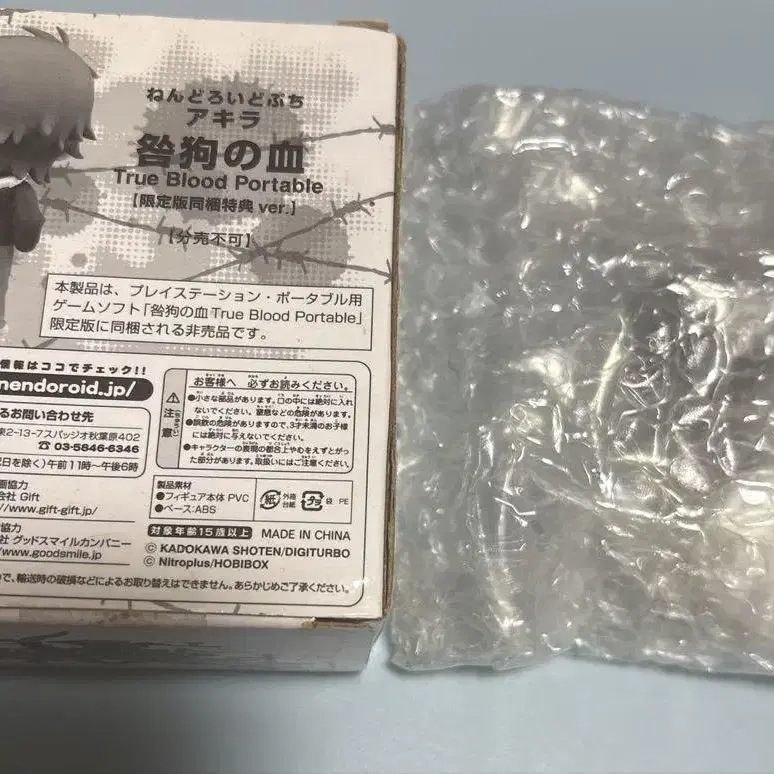 ねんどろいどぷち
アキラ
咎狗の血
True Blood Portable
【限定版同梱特典 ver.】
【分売不可】
本製品は、プレイステーション・ポータブル用
ゲームソフト「咎狗の血 True Blood Portable」
限定版に同梱される非売品です。
情報はココでチェック!!
nendoroid.jp/
るお問い合わせ先
東2-13-7スパッジオ秋葉原402
☎ 03-5846-6346
日を除く)午前11時〜午後6時
協力
会社 Gift
//www.gift-gift.jp/
協力
社 グッドスマイルカンパニー
//www.goodsmile.jp
お客様へ 必ずお読みください。
注意
●小さな部品があります。口の中には絶対に入れ
ないでください。窒息などの危険があります。
●誤飲の危険がありますので、3才未満のお子様
には絶対に与えないでください。
●キャラクターの表現の都合上やむをえずとがっ
た部分があります。取扱いにはご注意ください。
製品素材
●フィギュア本体 PVC
●ベース:ABS
紙 外箱 台紙
プラ 袋 PE
対象年齢15歳以上 MADE IN CHINA
© KADOKAWA SHOTEN/DIGITURBO
© Nitroplus/HOBIBOX
で、輸送時の破損などによるお取り替えはできません。あらかじめご了承ください。